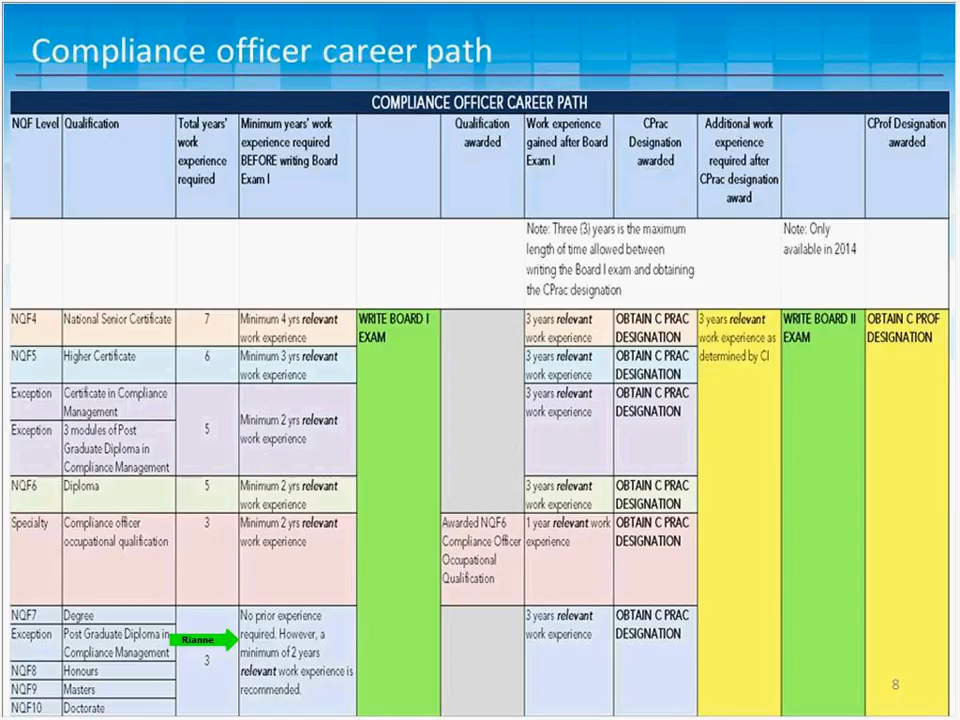 Compliance officer career path
COMPLIANCE OFFICER CAREER PATH
NQF Level
Qualification
Total years'
work
experience
required
Minimum years' work
experience required
BEFORE writing Board
Exam I
Qualification
awarded
Work experience
gained after Board
Exam I
CPrac
Designation
awarded
Additional work
experience
required after
CPrac designation
award
CProf Designation
awarded
Note: Three (3) years is the maximum
length of time allowed between
writing the Board I exam and obtaining
the CPrac designation
Note: Only
available in 2014
NQF4
National Senior Certificate
7
Minimum 4 yrs relevant
work experience
WRITE BOARD I
EXAM
3 years relevant
work experience
OBTAIN C PRAC
DESIGNATION
3 years relevant
work experience as
determined by CI
WRITE BOARD II
EXAM
OBTAIN C PROF
DESIGNATION
NQF5
Higher Certificate
6
Minimum 3 yrs relevant
work experience
3 years relevant
work experience
OBTAIN C PRAC
DESIGNATION
Exception
Certificate in Compliance
Management
5
Minimum 2 yrs relevant
work experience
3 years relevant
work experience
OBTAIN C PRAC
DESIGNATION
Exception
3 modules of Post
Graduate Diploma in
Compliance Management
NQF6
Diploma
5
Minimum 2 yrs relevant
work experience
3 years relevant
work experience
OBTAIN C PRAC
DESIGNATION
Specialty
Compliance officer
occupational qualification
3
Minimum 2 yrs relevant
work experience
Awarded NQF6
Compliance Officer
Occupational
Qualification
1 year relevant work
experience
OBTAIN C PRAC
DESIGNATION
NQF7
Degree
No prior experience
required. However, a
minimum of 2 years
relevant work experience is
recommended.
3 years relevant
work experience
OBTAIN C PRAC
DESIGNATION
Exception
Post Graduate Diploma in
Compliance Management
Rianne
3
NQF8
Honours
NQF9
Masters
NQF10
Doctorate
8